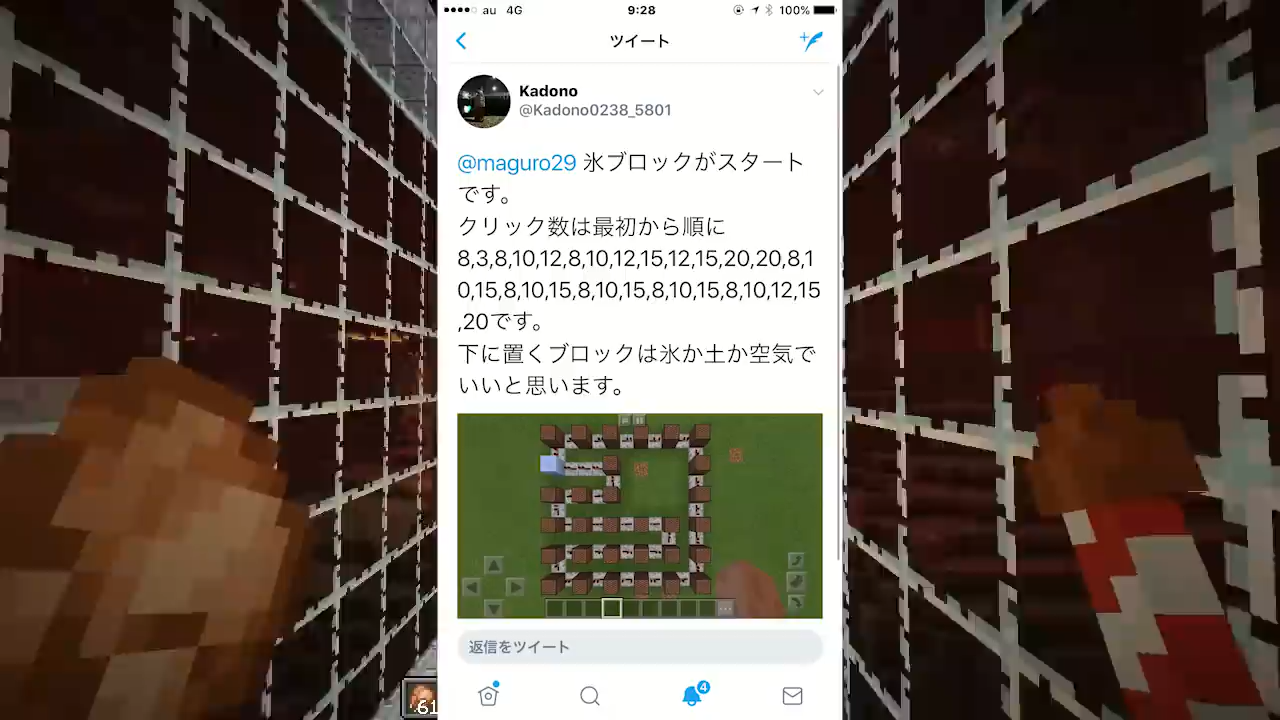 au 4G 9:28 100%
ツイート
Kadono
@Kadono0238_5801
@maguro29 氷ブロックがスタート
です。
クリック数は最初から順に
8,3,8,10,12,8,10,12,15,12,15,20,20,8,1
0,15,8,10,15,8,10,15,8,10,15,8,10,12,15
,20です。
下に置くブロックは氷か土か空気で
いいと思います。
返信をツイート
4
61